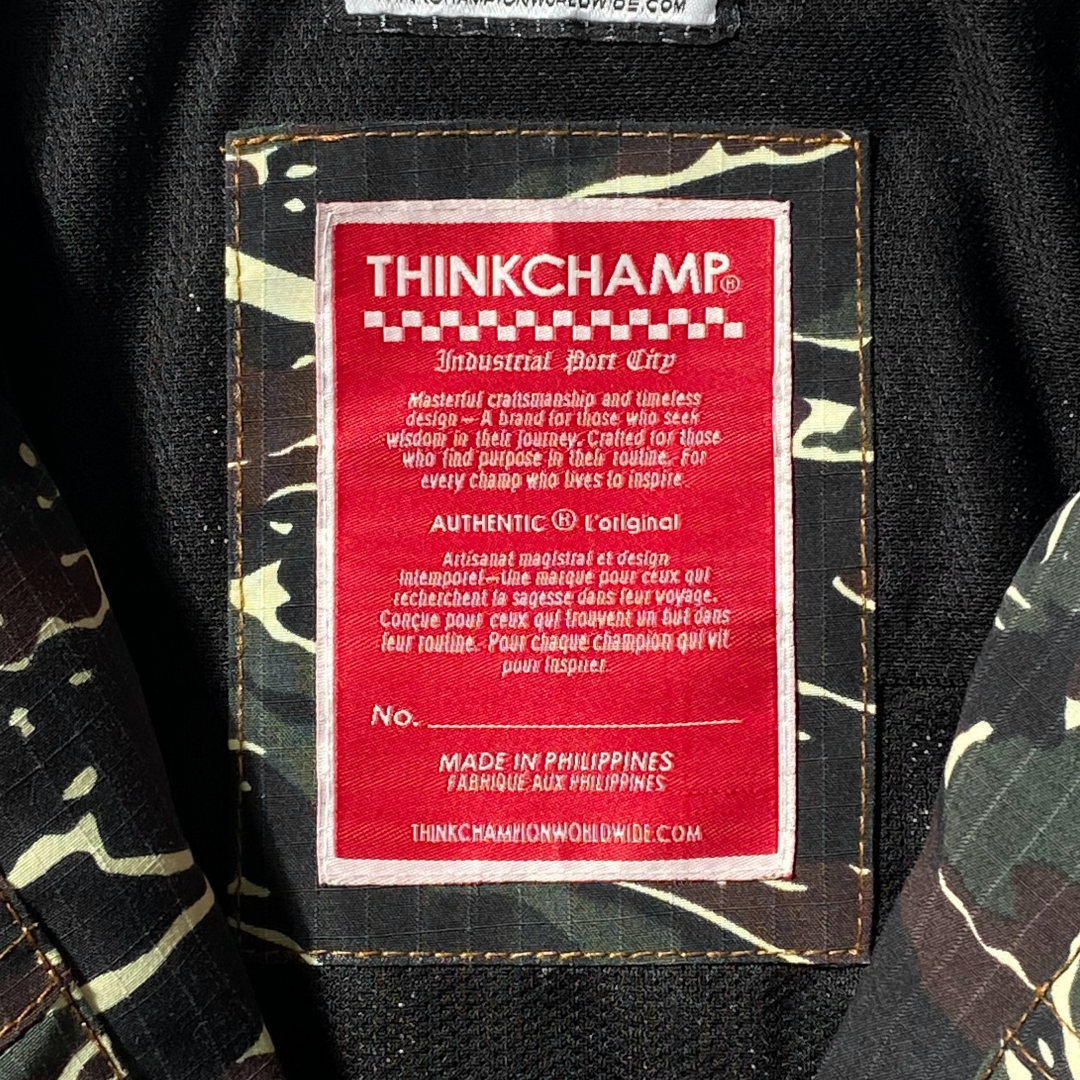 THINKCHAMPIONWORLDWIDE.COM
THINKCHAMP®
Industrial Port City
Masterful craftsmanship and timeless
design — A brand for those who seek
wisdom in their journey. Crafted for those
who find purpose in their routine. For
every champ who lives to inspire
AUTHENTIC ® L'original
Artisanat magistral et design
intemporel—Une marque pour ceux qui
recherchent la sagesse dans leur voyage.
Conçue pour ceux qui trouvent un but dans
leur routine. Pour chaque champion qui vit
pour inspirer
No.
MADE IN PHILIPPINES
FABRIQUE AUX PHILIPPINES
THINKCHAMPIONWORLDWIDE.COM